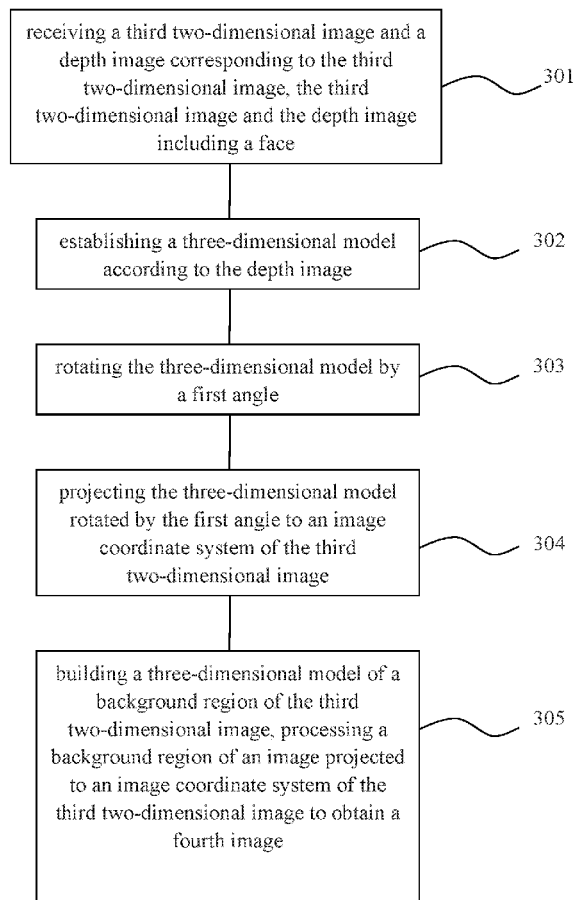 receiving a third two-dimensional image and a
depth image corresponding to the third
two-dimensional image, the third
two-dimensional image and the depth image
including a face
301
establishing a three-dimensional model
according to the depth image
302
rotating the three-dimensional model by
a first angle
303
projecting the three-dimensional model
rotated by the first angle to an image
coordinate system of the third
two-dimensional image
304
building a three-dimensional model of a
background region of the third
two-dimensional image, processing a
background region of an image projected
to an image coordinate system of the
third two-dimensional image to obtain a
fourth image
305